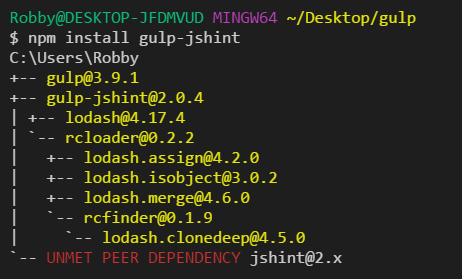 Robby@DESKTOP-JFDMVUD MINGW64 ~/Desktop/gulp
$ npm install gulp-jshint
C:\Users\Robby
+-- gulp@3.9.1
+-- gulp-jshint@2.0.4
| +-- lodash@4.17.4
| `-- rcloader@0.2.2
|   +-- lodash.assign@4.2.0
|   +-- lodash.isobject@3.0.2
|   +-- lodash.merge@4.6.0
|   `-- rcfinder@0.1.9
|     `-- lodash.clonedeep@4.5.0
`-- UNMET PEER DEPENDENCY jshint@2.x